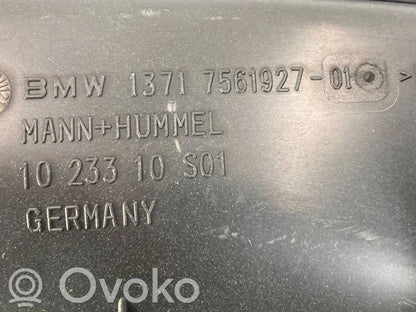 BMW 1371 7561927-01
MANN+HUMMEL
10 233 10 S01
GERMANY
Ovoko